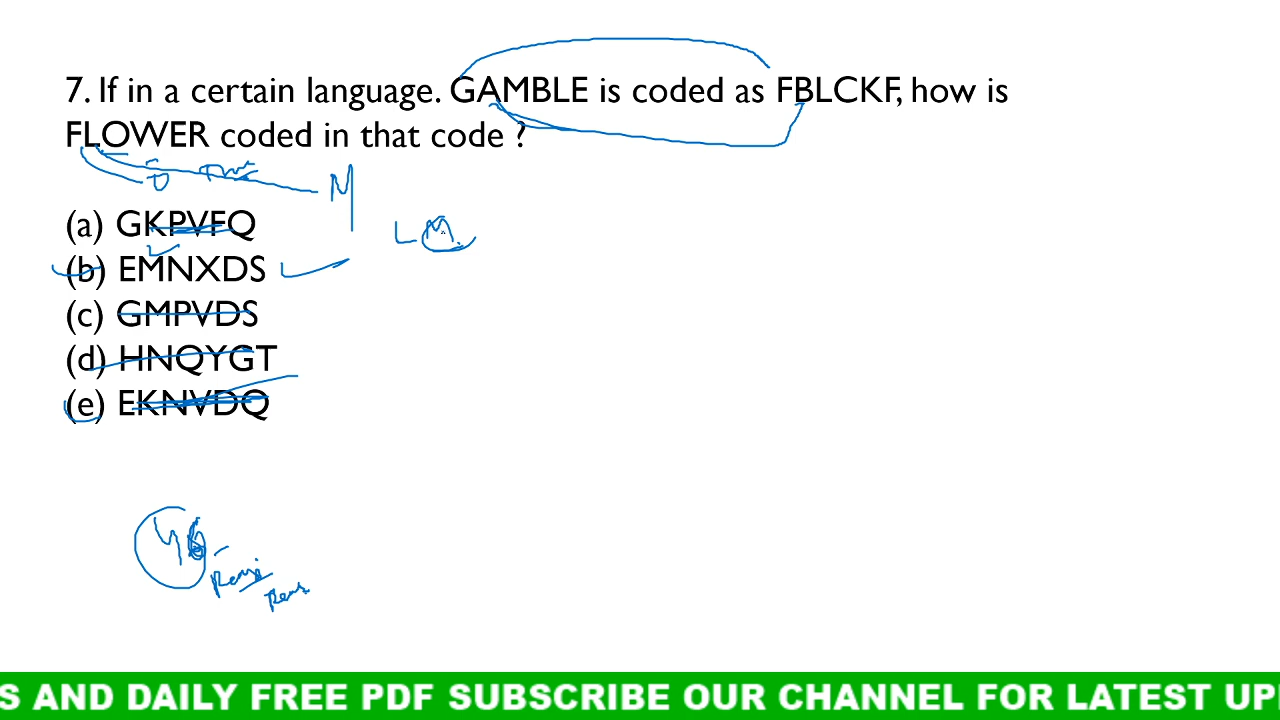 7. If in a certain language. GAMBLE is coded as FBLCKF, how is
FLOWER coded in that code ?
M
(a) GKPVFQ
L M
(b) EMNXDS
(c) GMPVDS
(d) HNQYGT
(e) EKNVDQ
S AND DAILY FREE PDF SUBSCRIBE OUR CHANNEL FOR LATEST UP